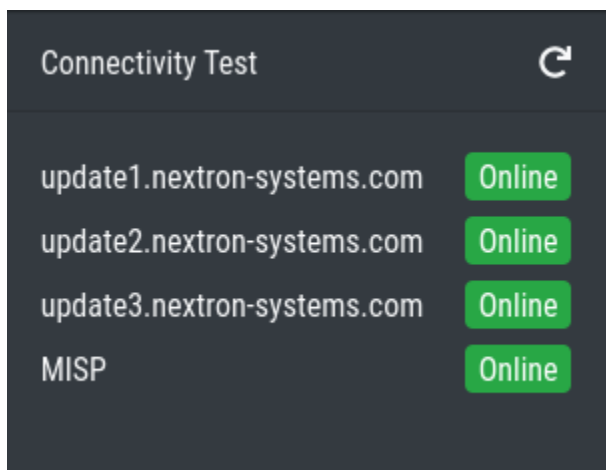 Connectivity Test
update1.nextron-systems.com Online
update2.nextron-systems.com Online
update3.nextron-systems.com Online
MISP Online